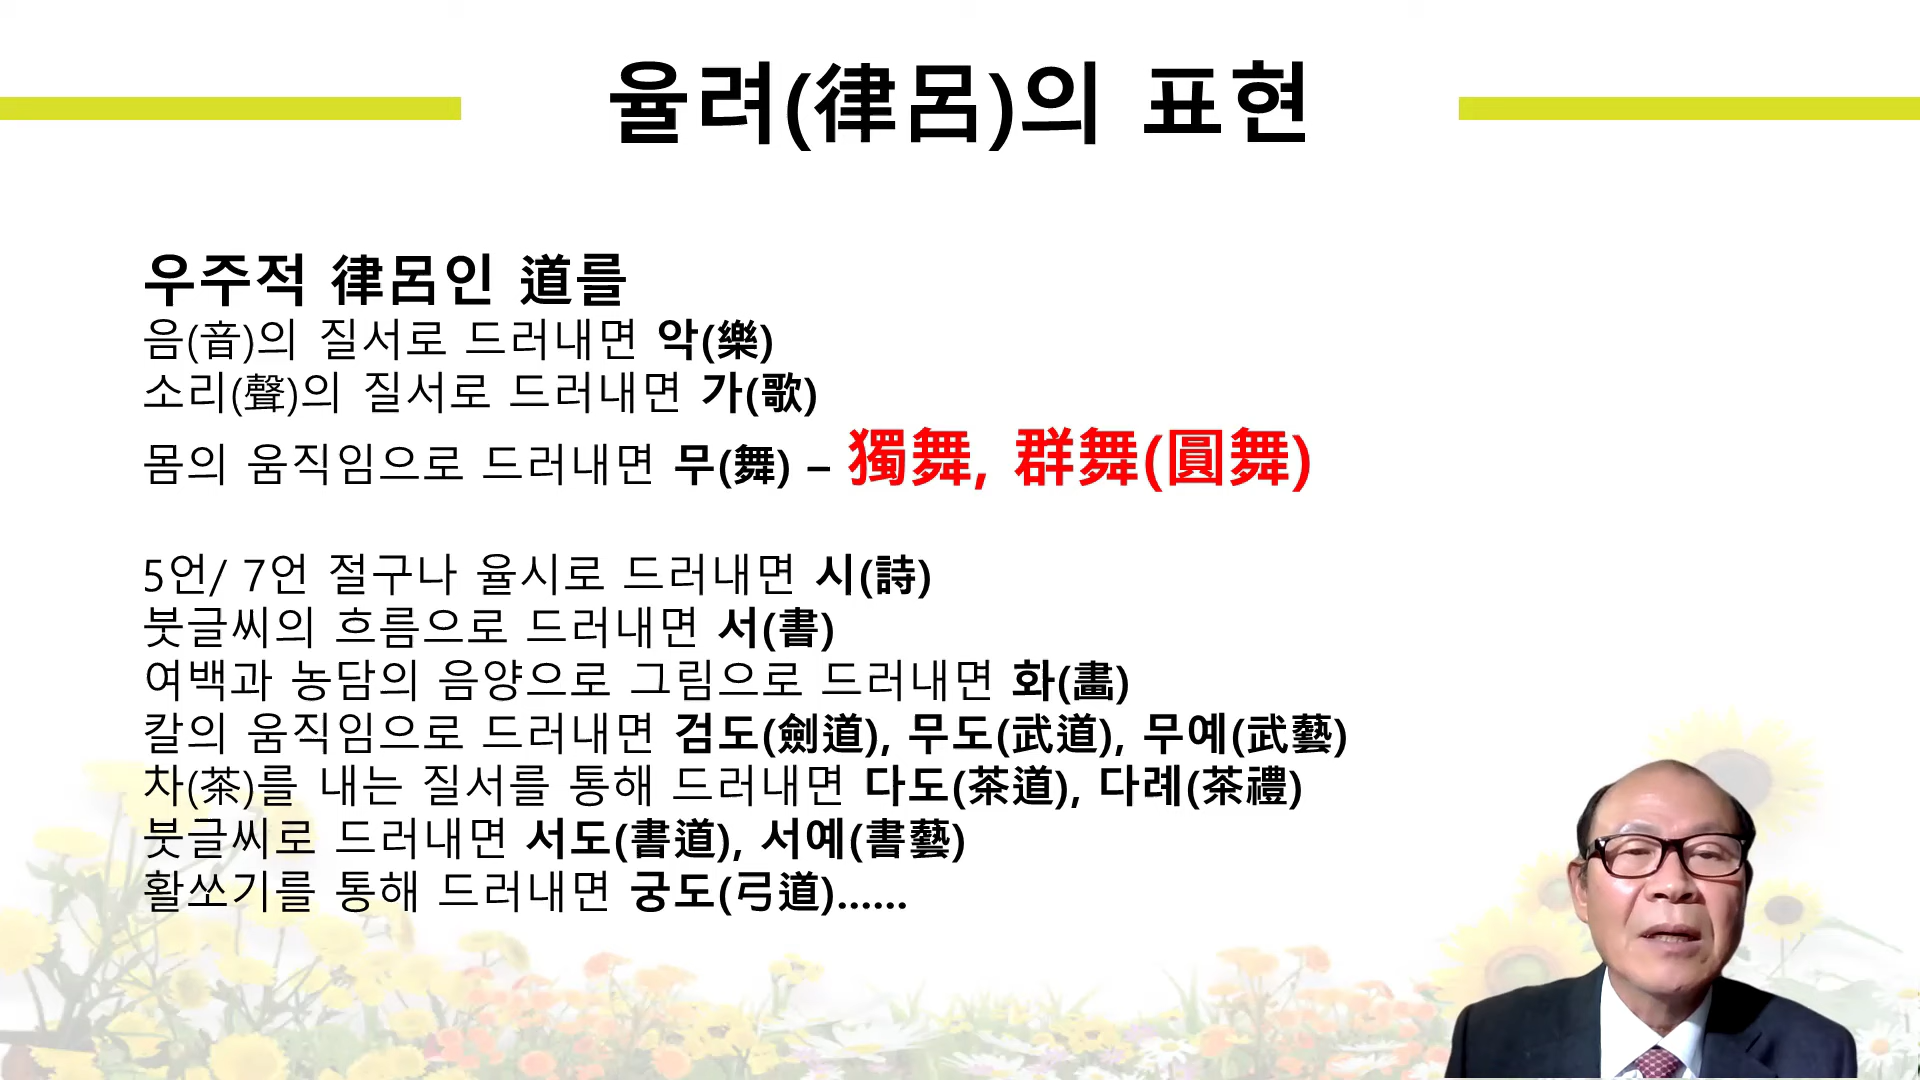 율려(律呂)의 표현
우주적 律呂인 道를
음(音)의 질서로 드러내면 악(樂)
소리(聲)의 질서로 드러내면 가(歌)
몸의 움직임으로 드러내면 무(舞) – 獨舞, 群舞(圓舞)
5언/ 7언 절구나 율시로 드러내면 시(詩)
붓글씨의 흐름으로 드러내면 서(書)
여백과 농담의 음양으로 그림으로 드러내면 화(畵)
칼의 움직임으로 드러내면 검도(劍道), 무도(武道), 무예(武藝)
차(茶)를 내는 질서를 통해 드러내면 다도(茶道), 다례(茶禮)
붓글씨로 드러내면 서도(書道), 서예(書藝)
활쏘기를 통해 드러내면 궁도(弓道)......